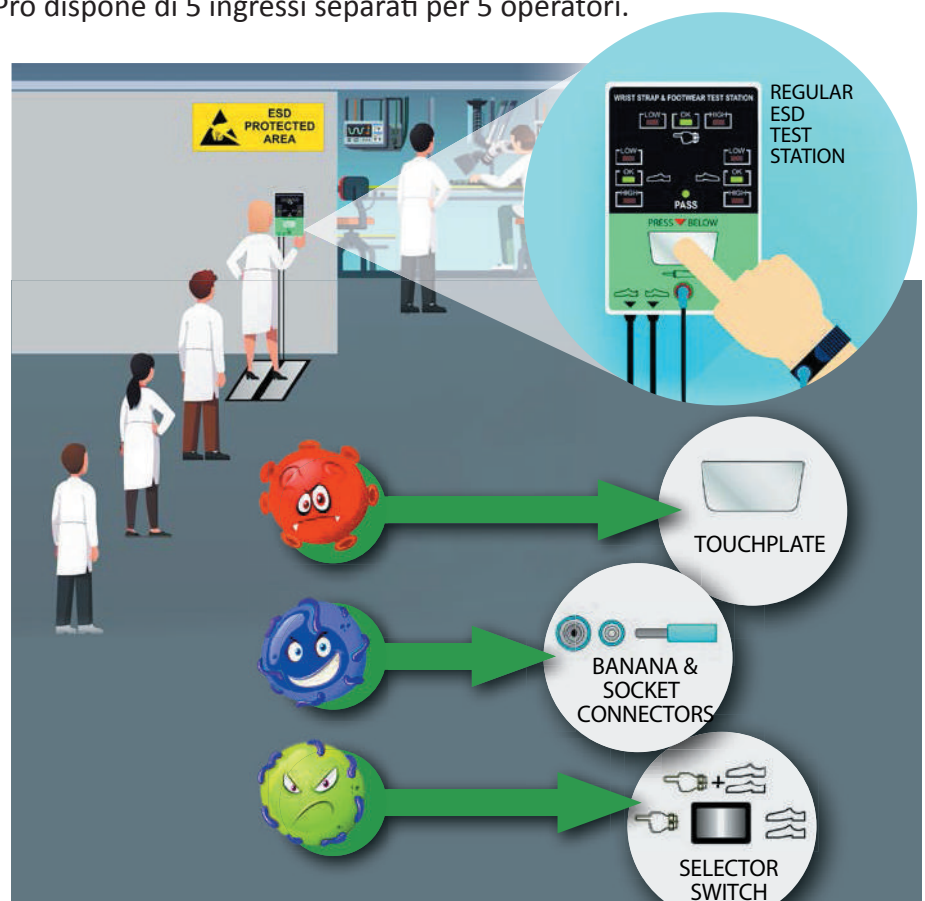 Pro dispone di 5 ingressi separati per 5 operatori.
ESD
PROTECTED
AREA
WRIST STRAP & FOOTWEAR TEST STATION
LOW
OK
HIGH
LOW
OK
HIGH
LOW
OK
HIGH
PASS
PRESS BELOW
REGULAR
ESD
TEST
STATION
TOUCHPLATE
BANANA &
SOCKET
CONNECTORS
SELECTOR
SWITCH